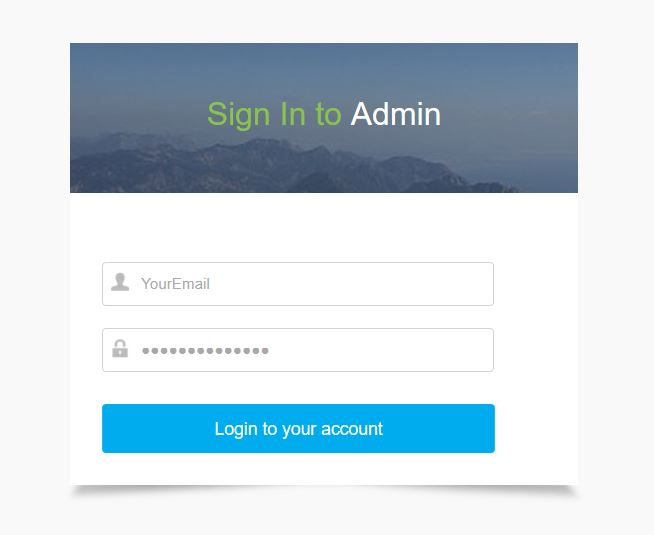 Sign In to Admin
YourEmail
••••••••••••••
Login to your account